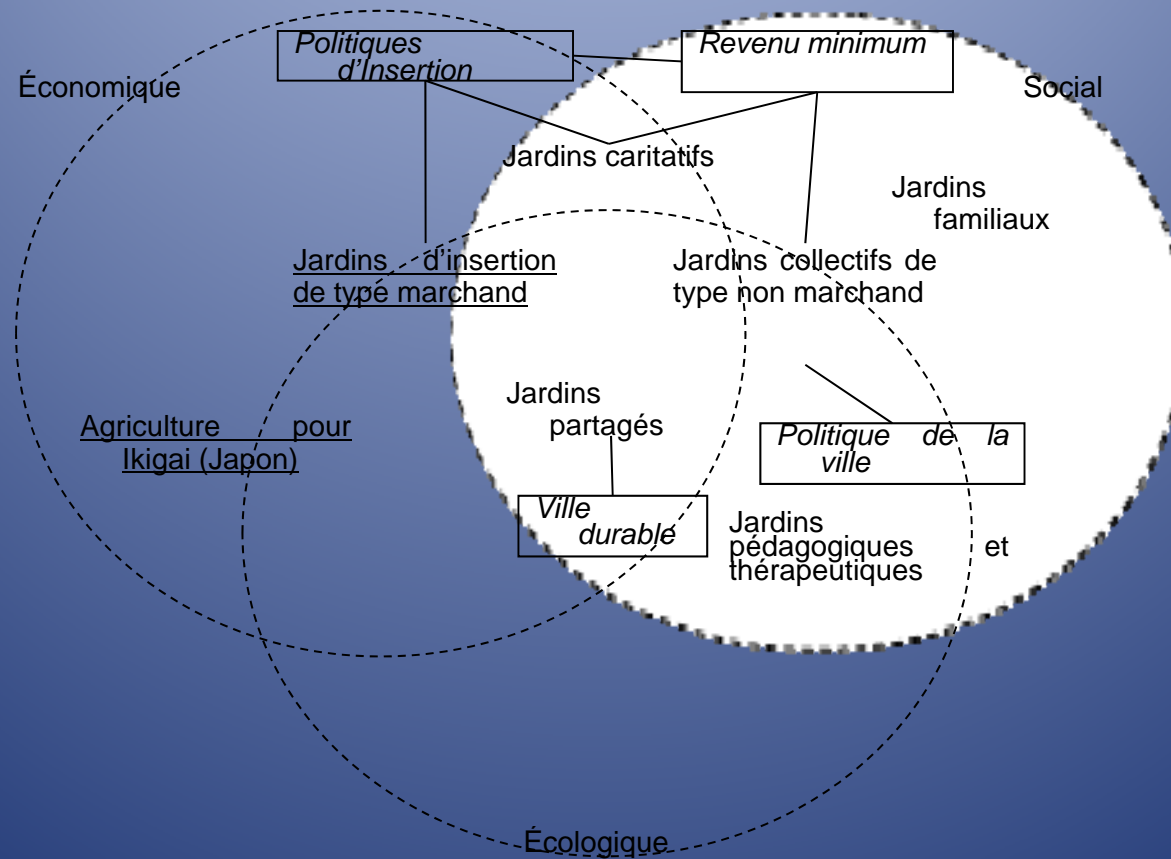 Politiques
d'Insertion
Revenu minimum
Économique
Social
Jardins caritatifs
Jardins
familiaux
Jardins d'insertion
de type marchand
Jardins collectifs de
type non marchand
Jardins
partagés
Agriculture pour
Ikigai (Japon)
Politique de la
ville
Ville
durable
Jardins
pédagogiques et
thérapeutiques
Écologique